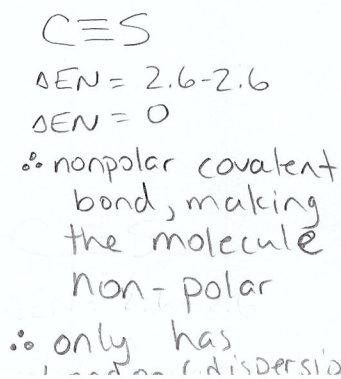 C≡S
ΔEN = 2.6-2.6
ΔEN = 0
∴ nonpolar covalent
bond, making
the molecule
non-polar
∴ only has